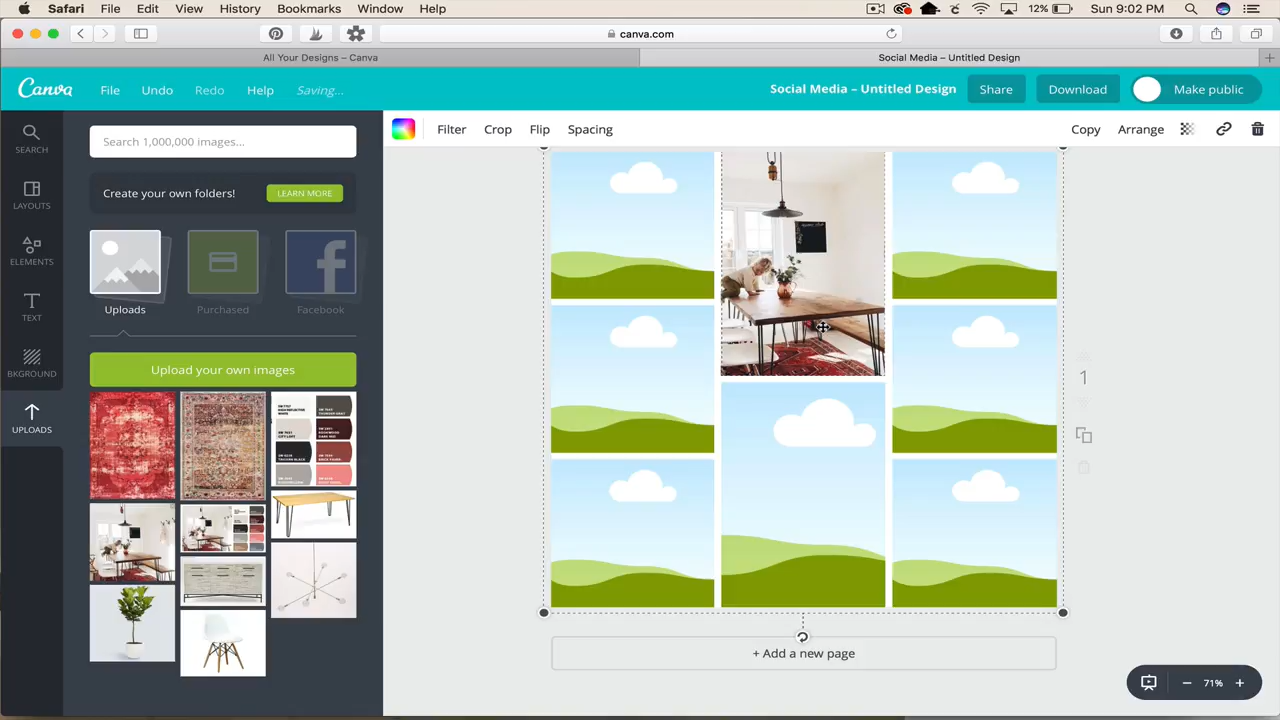 Safari File Edit View History Bookmarks Window Help 12% Sun 9:02 PM
canva.com
All Your Designs – Canva Social Media – Untitled Design
Canva File Undo Redo Help Saving... Social Media – Untitled Design Share Download Make public
Filter Crop Flip Spacing Copy Arrange
Search 1,000,000 images...
Create your own folders! LEARN MORE
Uploads Purchased Facebook
Upload your own images
SEARCH
LAYOUTS
ELEMENTS
TEXT
BKGROUND
UPLOADS
1
+ Add a new page
71%